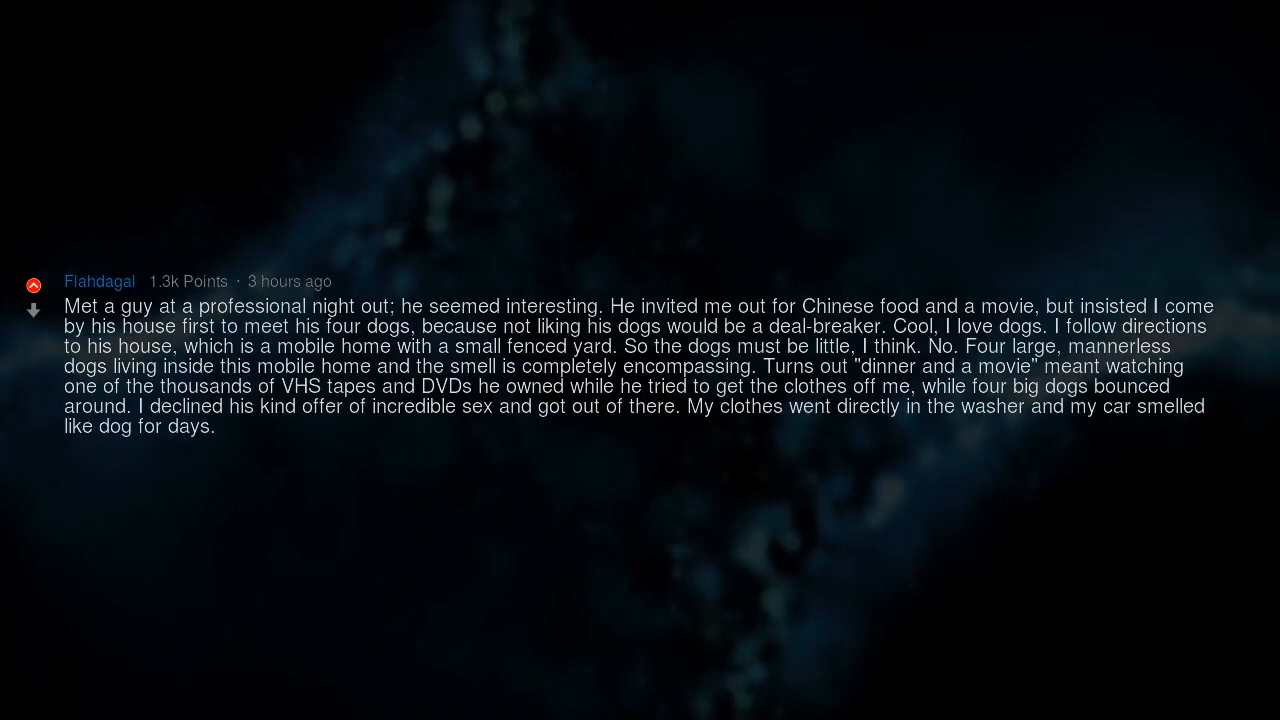 Flahdagal 1.3k Points · 3 hours ago
Met a guy at a professional night out; he seemed interesting. He invited me out for Chinese food and a movie, but insisted I come
by his house first to meet his four dogs, because not liking his dogs would be a deal-breaker. Cool, I love dogs. I follow directions
to his house, which is a mobile home with a small fenced yard. So the dogs must be little, I think. No. Four large, mannerless
dogs living inside this mobile home and the smell is completely encompassing. Turns out "dinner and a movie" meant watching
one of the thousands of VHS tapes and DVDs he owned while he tried to get the clothes off me, while four big dogs bounced
around. I declined his kind offer of incredible sex and got out of there. My clothes went directly in the washer and my car smelled
like dog for days.